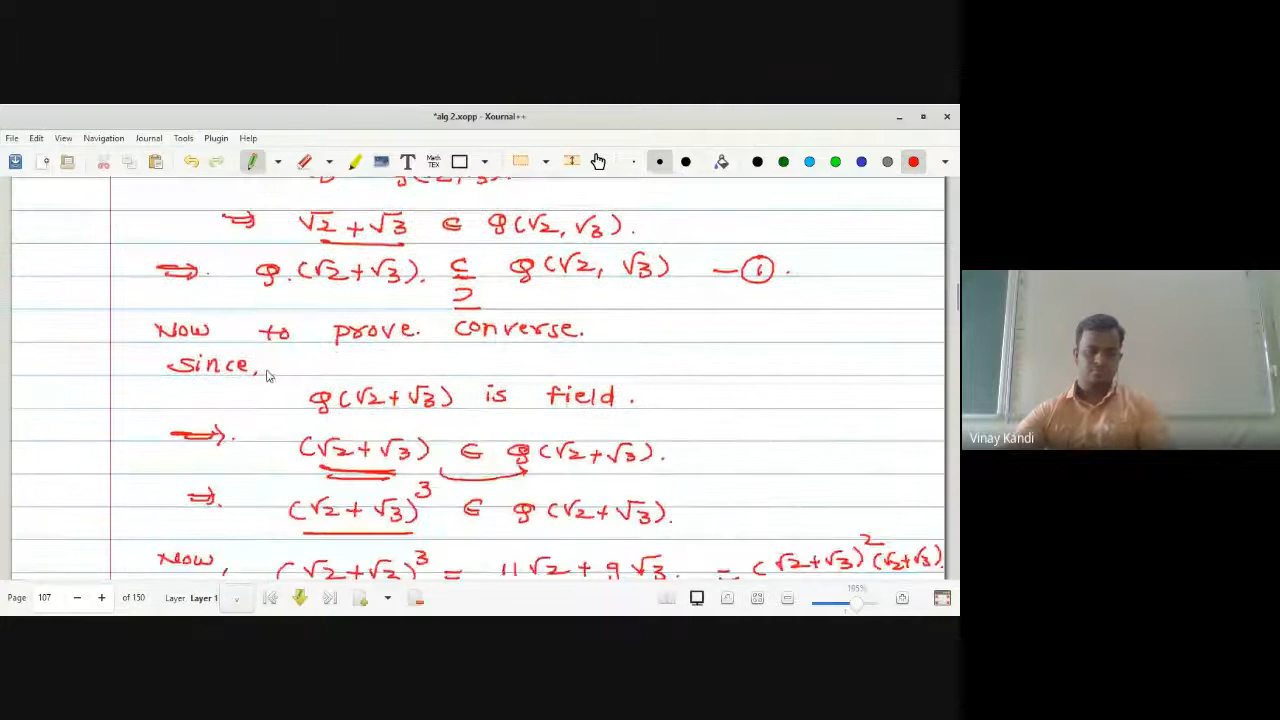 *alg 2.xopp - Xournal++
File Edit View Navigation Journal Tools Plugin Help
⇒ √2 + √3 ∈ Q(√2, √3).
⇒. Q.(√2+√3). ⊆ Q(√2, √3) —①.
⊇
Now to prove. converse.
since,
Q(√2+√3) is field.
⇒. (√2+√3) ∈ Q(√2+√3).
⇒. (√2+√3)³ ∈ Q(√2+√3).
Now, (√2+√3)³ = 11√2 + 9√3. = (√2+√3)²(√2+√3).
Vinay Kandi
Page 107 of 150 Layer Layer 1 195%